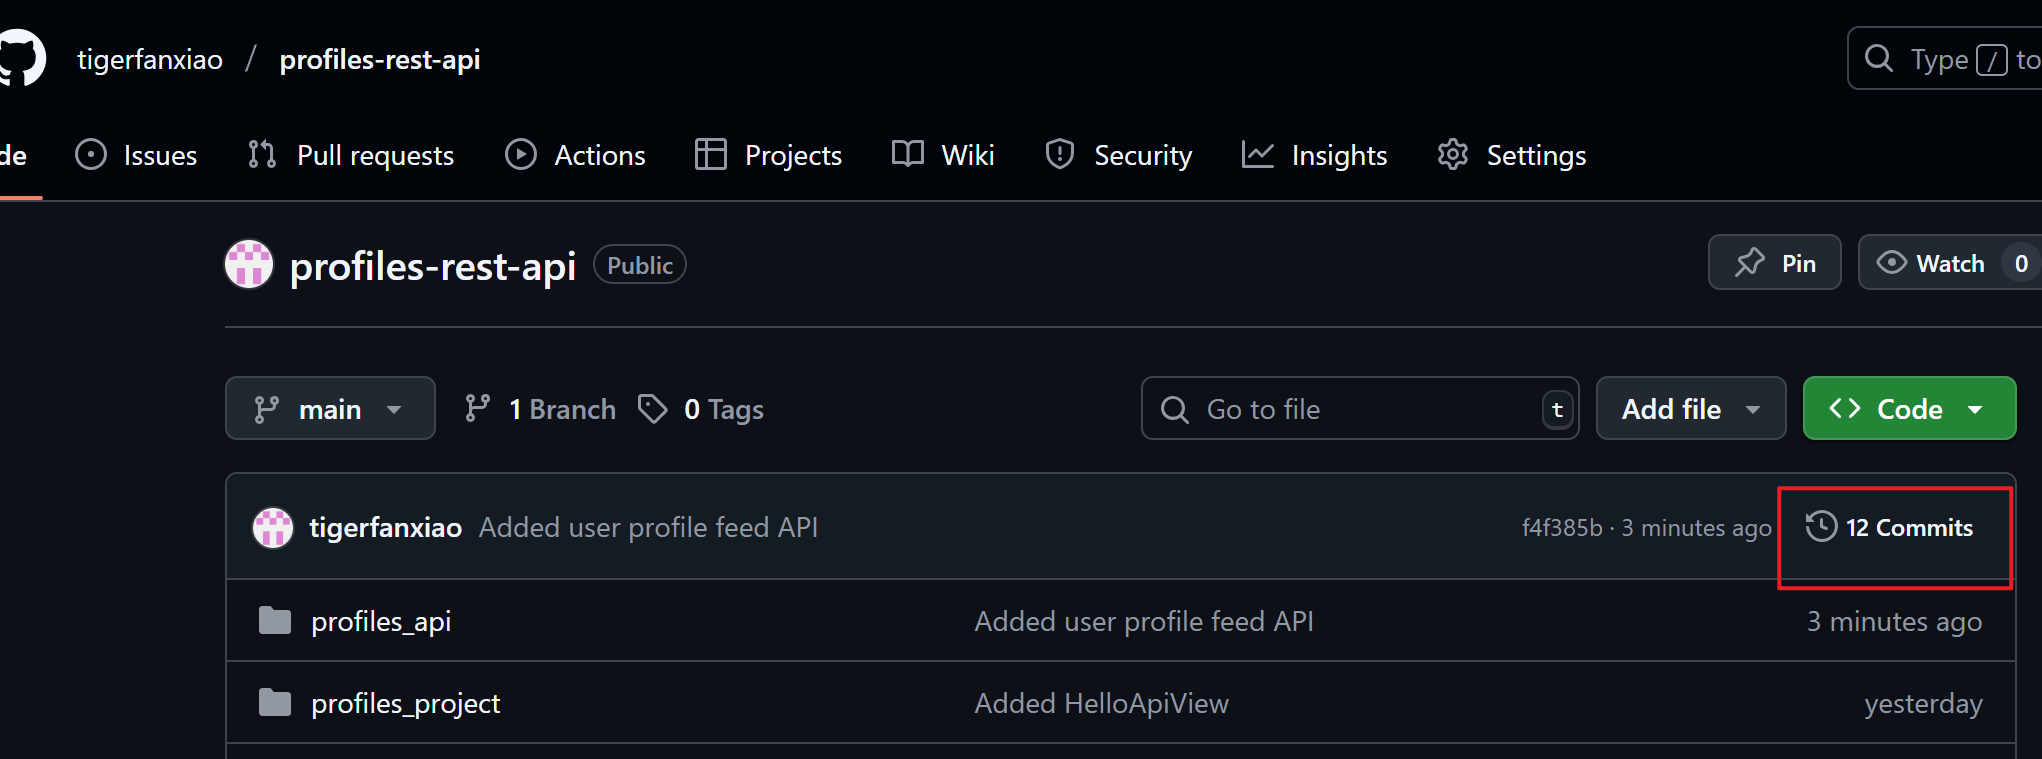 tigerfanxiao / profiles-rest-api
Type / to
de Issues Pull requests Actions Projects Wiki Security Insights Settings
profiles-rest-api Public
Pin Watch 0
main 1 Branch 0 Tags Go to file t Add file <> Code
tigerfanxiao Added user profile feed API f4f385b · 3 minutes ago 12 Commits
profiles_api Added user profile feed API 3 minutes ago
profiles_project Added HelloApiView yesterday